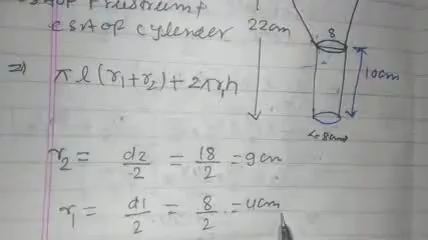 frustrum
CSA of cylender
22cm
8
⇒ πl(r₁+r₂)+2πr₁h
10cm
8cm
r₂ = d2/2 = 18/2 = 9cm
r₁ = d1/2 = 8/2 = 4cm